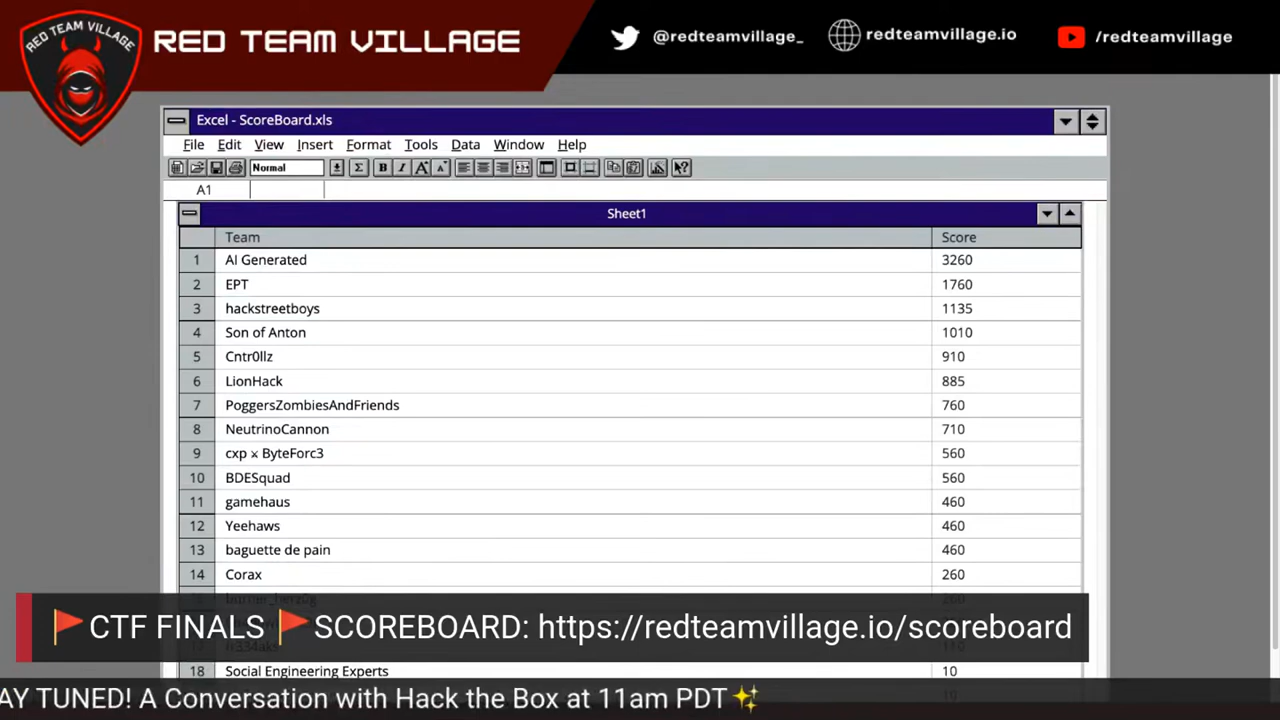 RED TEAM VILLAGE
RED TEAM VILLAGE
@redteamvillage_
redteamvillage.io
/redteamvillage
Excel - ScoreBoard.xls
File Edit View Insert Format Tools Data Window Help
Normal Σ B I A A
A1
Sheet1
Team Score
1 AI Generated 3260
2 EPT 1760
3 hackstreetboys 1135
4 Son of Anton 1010
5 Cntr0llz 910
6 LionHack 885
7 PoggersZombiesAndFriends 760
8 NeutrinoCannon 710
9 cxp ⨯ ByteForc3 560
10 BDESquad 560
11 gamehaus 460
12 Yeehaws 460
13 baguette de pain 460
14 Corax 260
260
🚩CTF FINALS 🚩SCOREBOARD: https://redteamvillage.io/scoreboard
110
18 Social Engineering Experts 10
AY TUNED! A Conversation with Hack the Box at 11am PDT✨